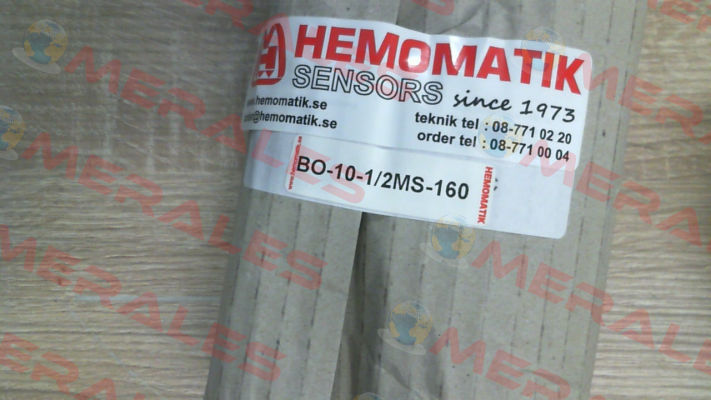 HEMOMATIK
SENSORS since 1973
www.hemomatik.se
@hemomatik.se
teknik tel : 08-771 02 20
order tel : 08-771 00 04
BO-10-1/2MS-160
HEMOMATIK
MERALES
MERALES
MERALES
MERALES
MERALES